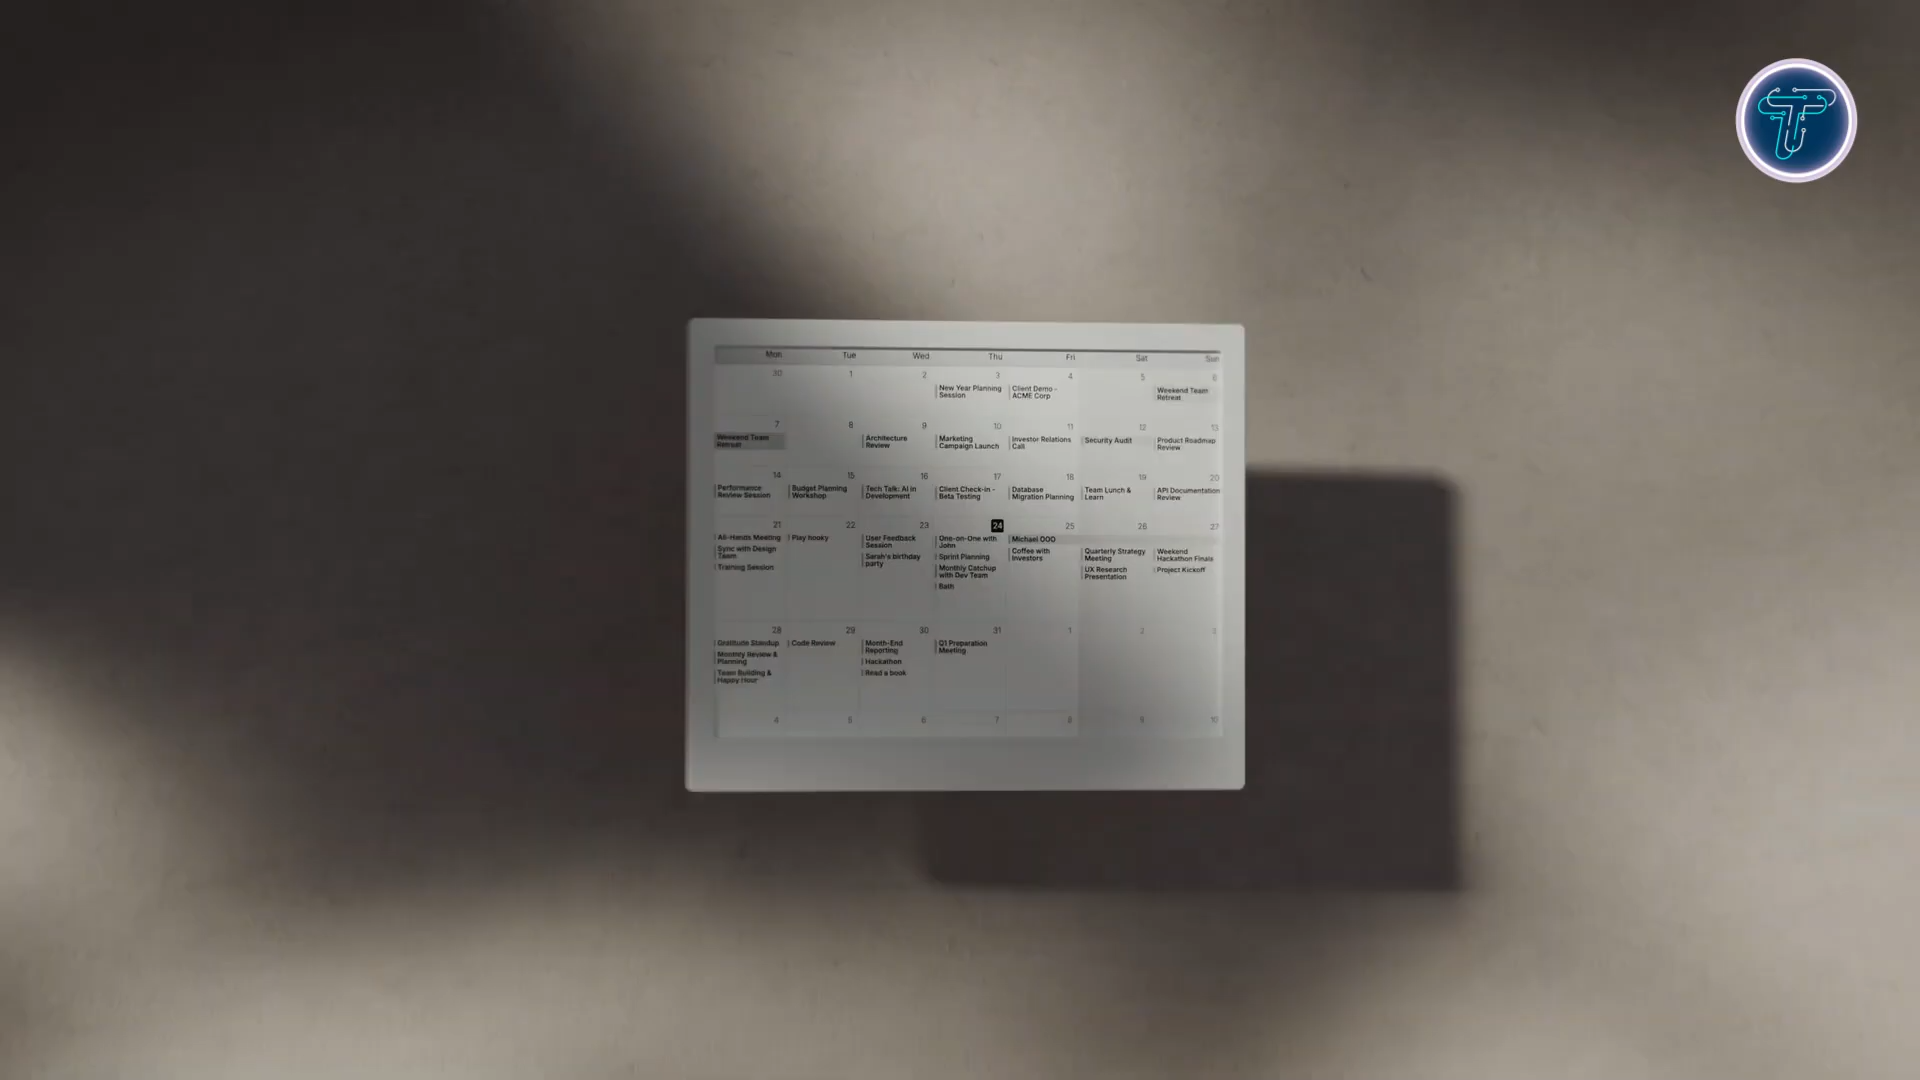 Mon Tue Wed Thu Fri Sat Sun
30 1 2 3 4 5 6
New Year Planning
Session
Client Demo -
ACME Corp
Weekend Team
Retreat
7 8 9 10 11 12 13
Weekend Team
Retreat
Architecture
Review
Marketing
Campaign Launch
Investor Relations
Call
Security Audit
Product Roadmap
Review
14 15 16 17 18 19 20
Performance
Review Session
Budget Planning
Workshop
Tech Talk: AI in
Development
Client Check-in -
Beta Testing
Database
Migration Planning
Team Lunch &
Learn
API Documentation
Review
21 22 23 24 25 26 27
All-Hands Meeting
Sync with Design
Team
Training Session
Play hooky
User Feedback
Session
Sarah's birthday
party
One-on-One with
John
Sprint Planning
Monthly Catchup
with Dev Team
Bath
Michael OOO
Coffee with
Investors
Quarterly Strategy
Meeting
UX Research
Presentation
Weekend
Hackathon Finals
Project Kickoff
28 29 30 31 1 2 3
Gratitude Standup
Monthly Review &
Planning
Team Building &
Happy Hour
Code Review
Month-End
Reporting
Hackathon
Read a book
Q1 Preparation
Meeting
4 5 6 7 8 9 10